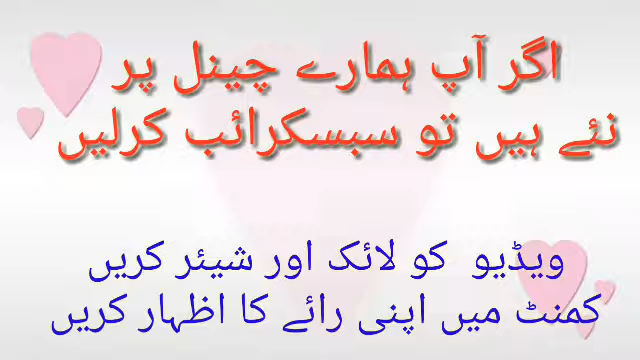 اگر آپ ہمارے چینل پر
نئے ہیں تو سبسکرائب کرلیں
ویڈیو کو لائک اور شیئر کریں
کمنٹ میں اپنی رائے کا اظہار کریں